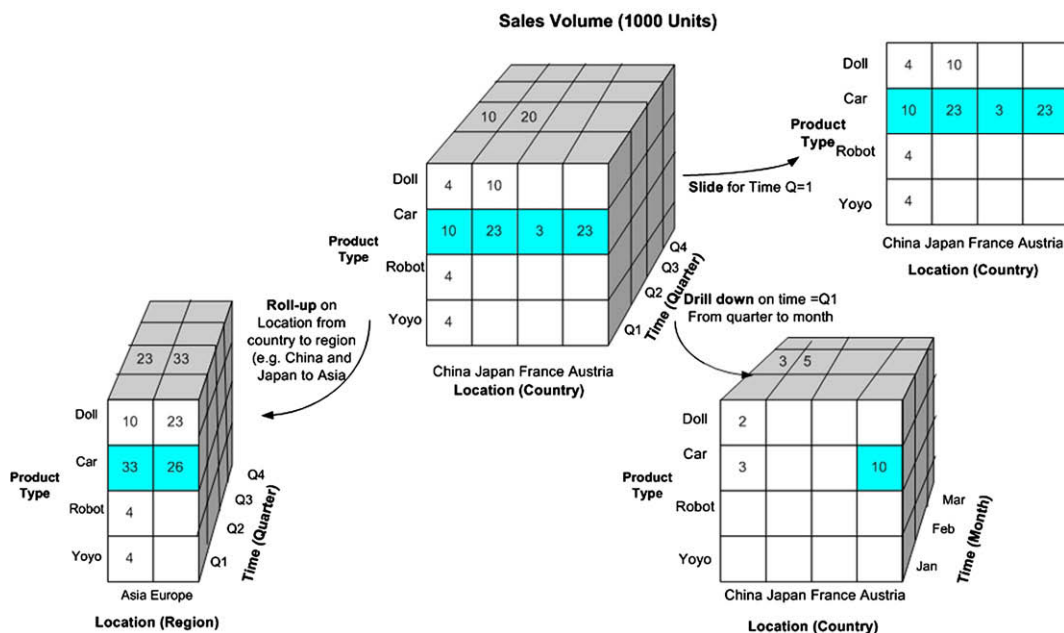 Sales Volume (1000 Units)
10 20
Doll 4 10
Car 10 23 3 23
Product Type
Robot 4
Yoyo 4
China Japan France Austria
Location (Country)
Q1 Q2 Q3 Q4
Time (Quarter)
Slide for Time Q=1
Doll 4 10
Car 10 23 3 23
Product Type
Robot 4
Yoyo 4
China Japan France Austria
Location (Country)
Roll-up on
Location from
country to region
(e.g. China and
Japan to Asia
23 33
Doll 10 23
Car 33 26
Product Type
Robot 4
Yoyo 4
Asia Europe
Location (Region)
Q1 Q2 Q3 Q4
Time (Quarter)
Drill down on time =Q1
From quarter to month
3 5
Doll 2
Car 3 10
Product Type
Robot
Yoyo
China Japan France Austria
Location (Country)
Jan Feb Mar
Time (Month)